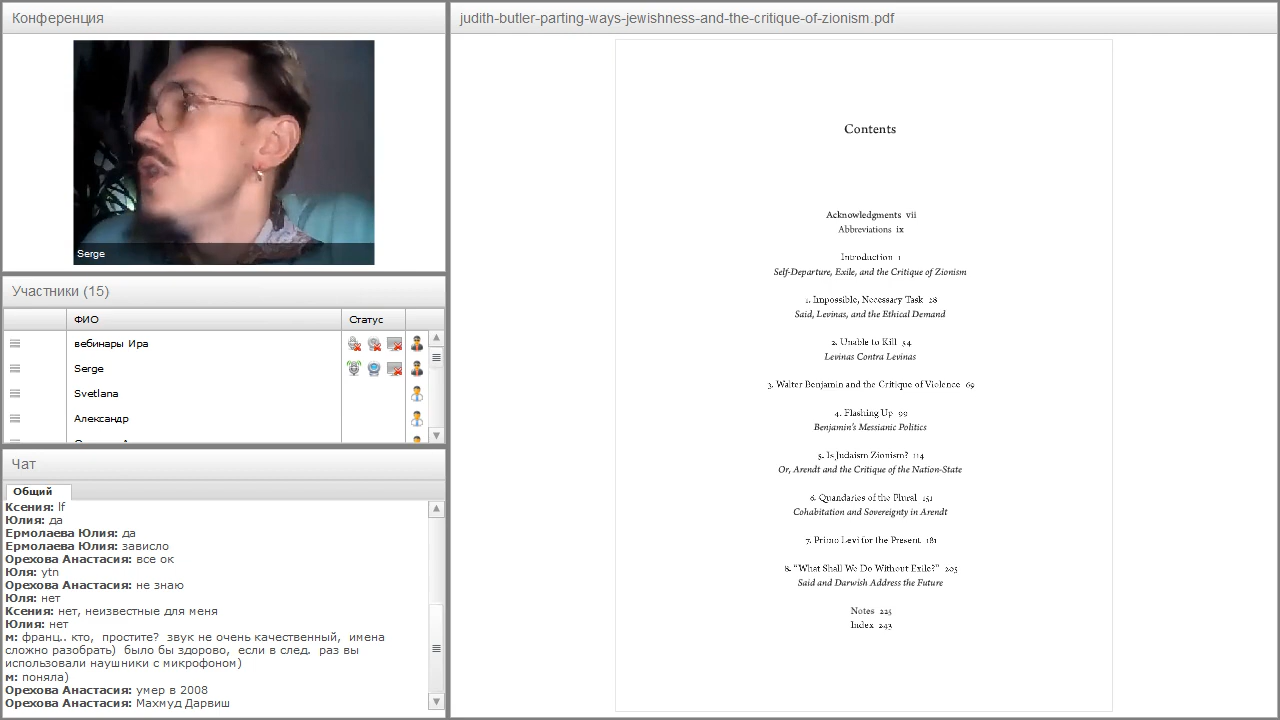 Конференция
Serge
Участники (15)
ФИО
Статус
вебинары Ира
Serge
Svetlana
Александр
Чат
Общий
Ксения: lf
Юлия: да
Ермолаева Юлия: да
Ермолаева Юлия: зависло
Орехова Анастасия: все ок
Юля: ytn
Орехова Анастасия: не знаю
Юля: нет
Ксения: нет, неизвестные для меня
Юлия: нет
м: франц.. кто, простите? звук не очень качественный, имена
сложно разобрать) было бы здорово, если в след. раз вы
использовали наушники с микрофоном)
м: поняла)
Орехова Анастасия: умер в 2008
Орехова Анастасия: Махмуд Дарвиш
judith-butler-parting-ways-jewishness-and-the-critique-of-zionism.pdf
Contents
Acknowledgments vii
Abbreviations ix
Introduction 1
Self-Departure, Exile, and the Critique of Zionism
1. Impossible, Necessary Task 28
Said, Levinas, and the Ethical Demand
2. Unable to Kill 54
Levinas Contra Levinas
3. Walter Benjamin and the Critique of Violence 69
4. Flashing Up 99
Benjamin's Messianic Politics
5. Is Judaism Zionism? 114
Or, Arendt and the Critique of the Nation-State
6. Quandaries of the Plural 151
Cohabitation and Sovereignty in Arendt
7. Primo Levi for the Present 181
8. “What Shall We Do Without Exile?” 205
Said and Darwish Address the Future
Notes 225
Index 243